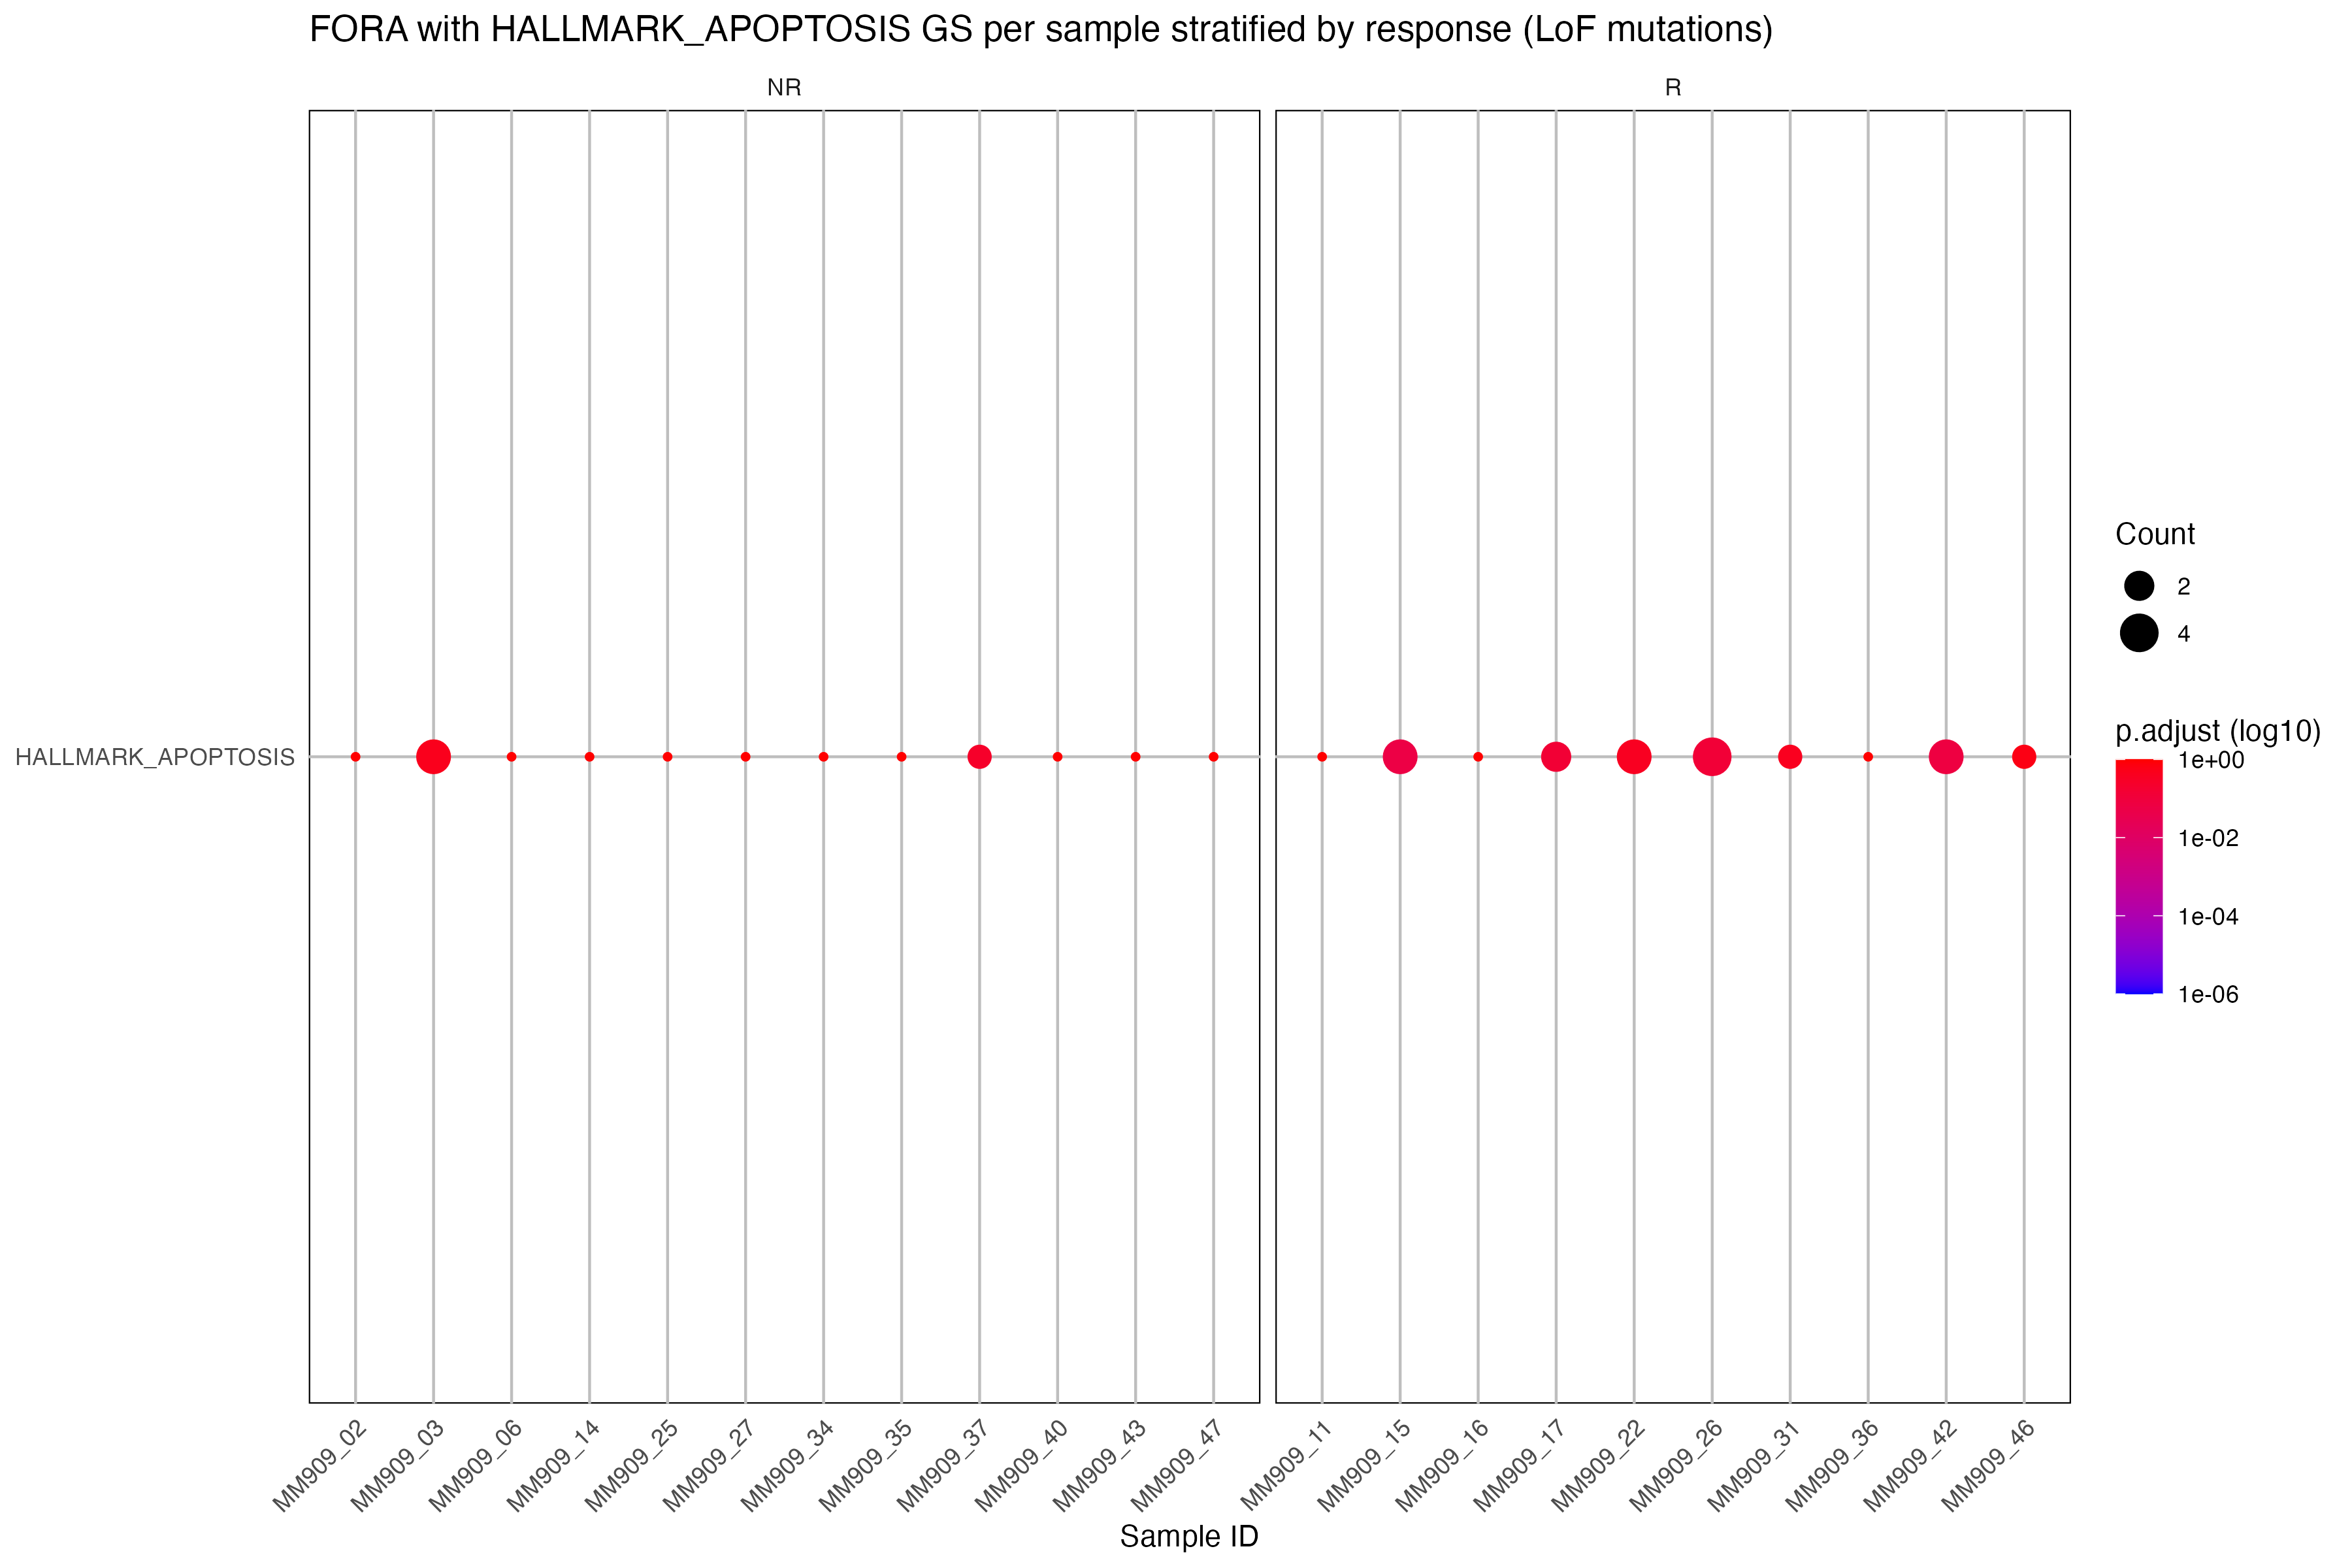 FORA with HALLMARK_APOPTOSIS GS per sample stratified by response (LoF mutations)
NR
R
HALLMARK_APOPTOSIS
MM909_02
MM909_03
MM909_06
MM909_14
MM909_25
MM909_27
MM909_34
MM909_35
MM909_37
MM909_40
MM909_43
MM909_47
MM909_11
MM909_15
MM909_16
MM909_17
MM909_22
MM909_26
MM909_31
MM909_36
MM909_42
MM909_46
Sample ID
Count
2
4
p.adjust (log10)
1e+00
1e-02
1e-04
1e-06